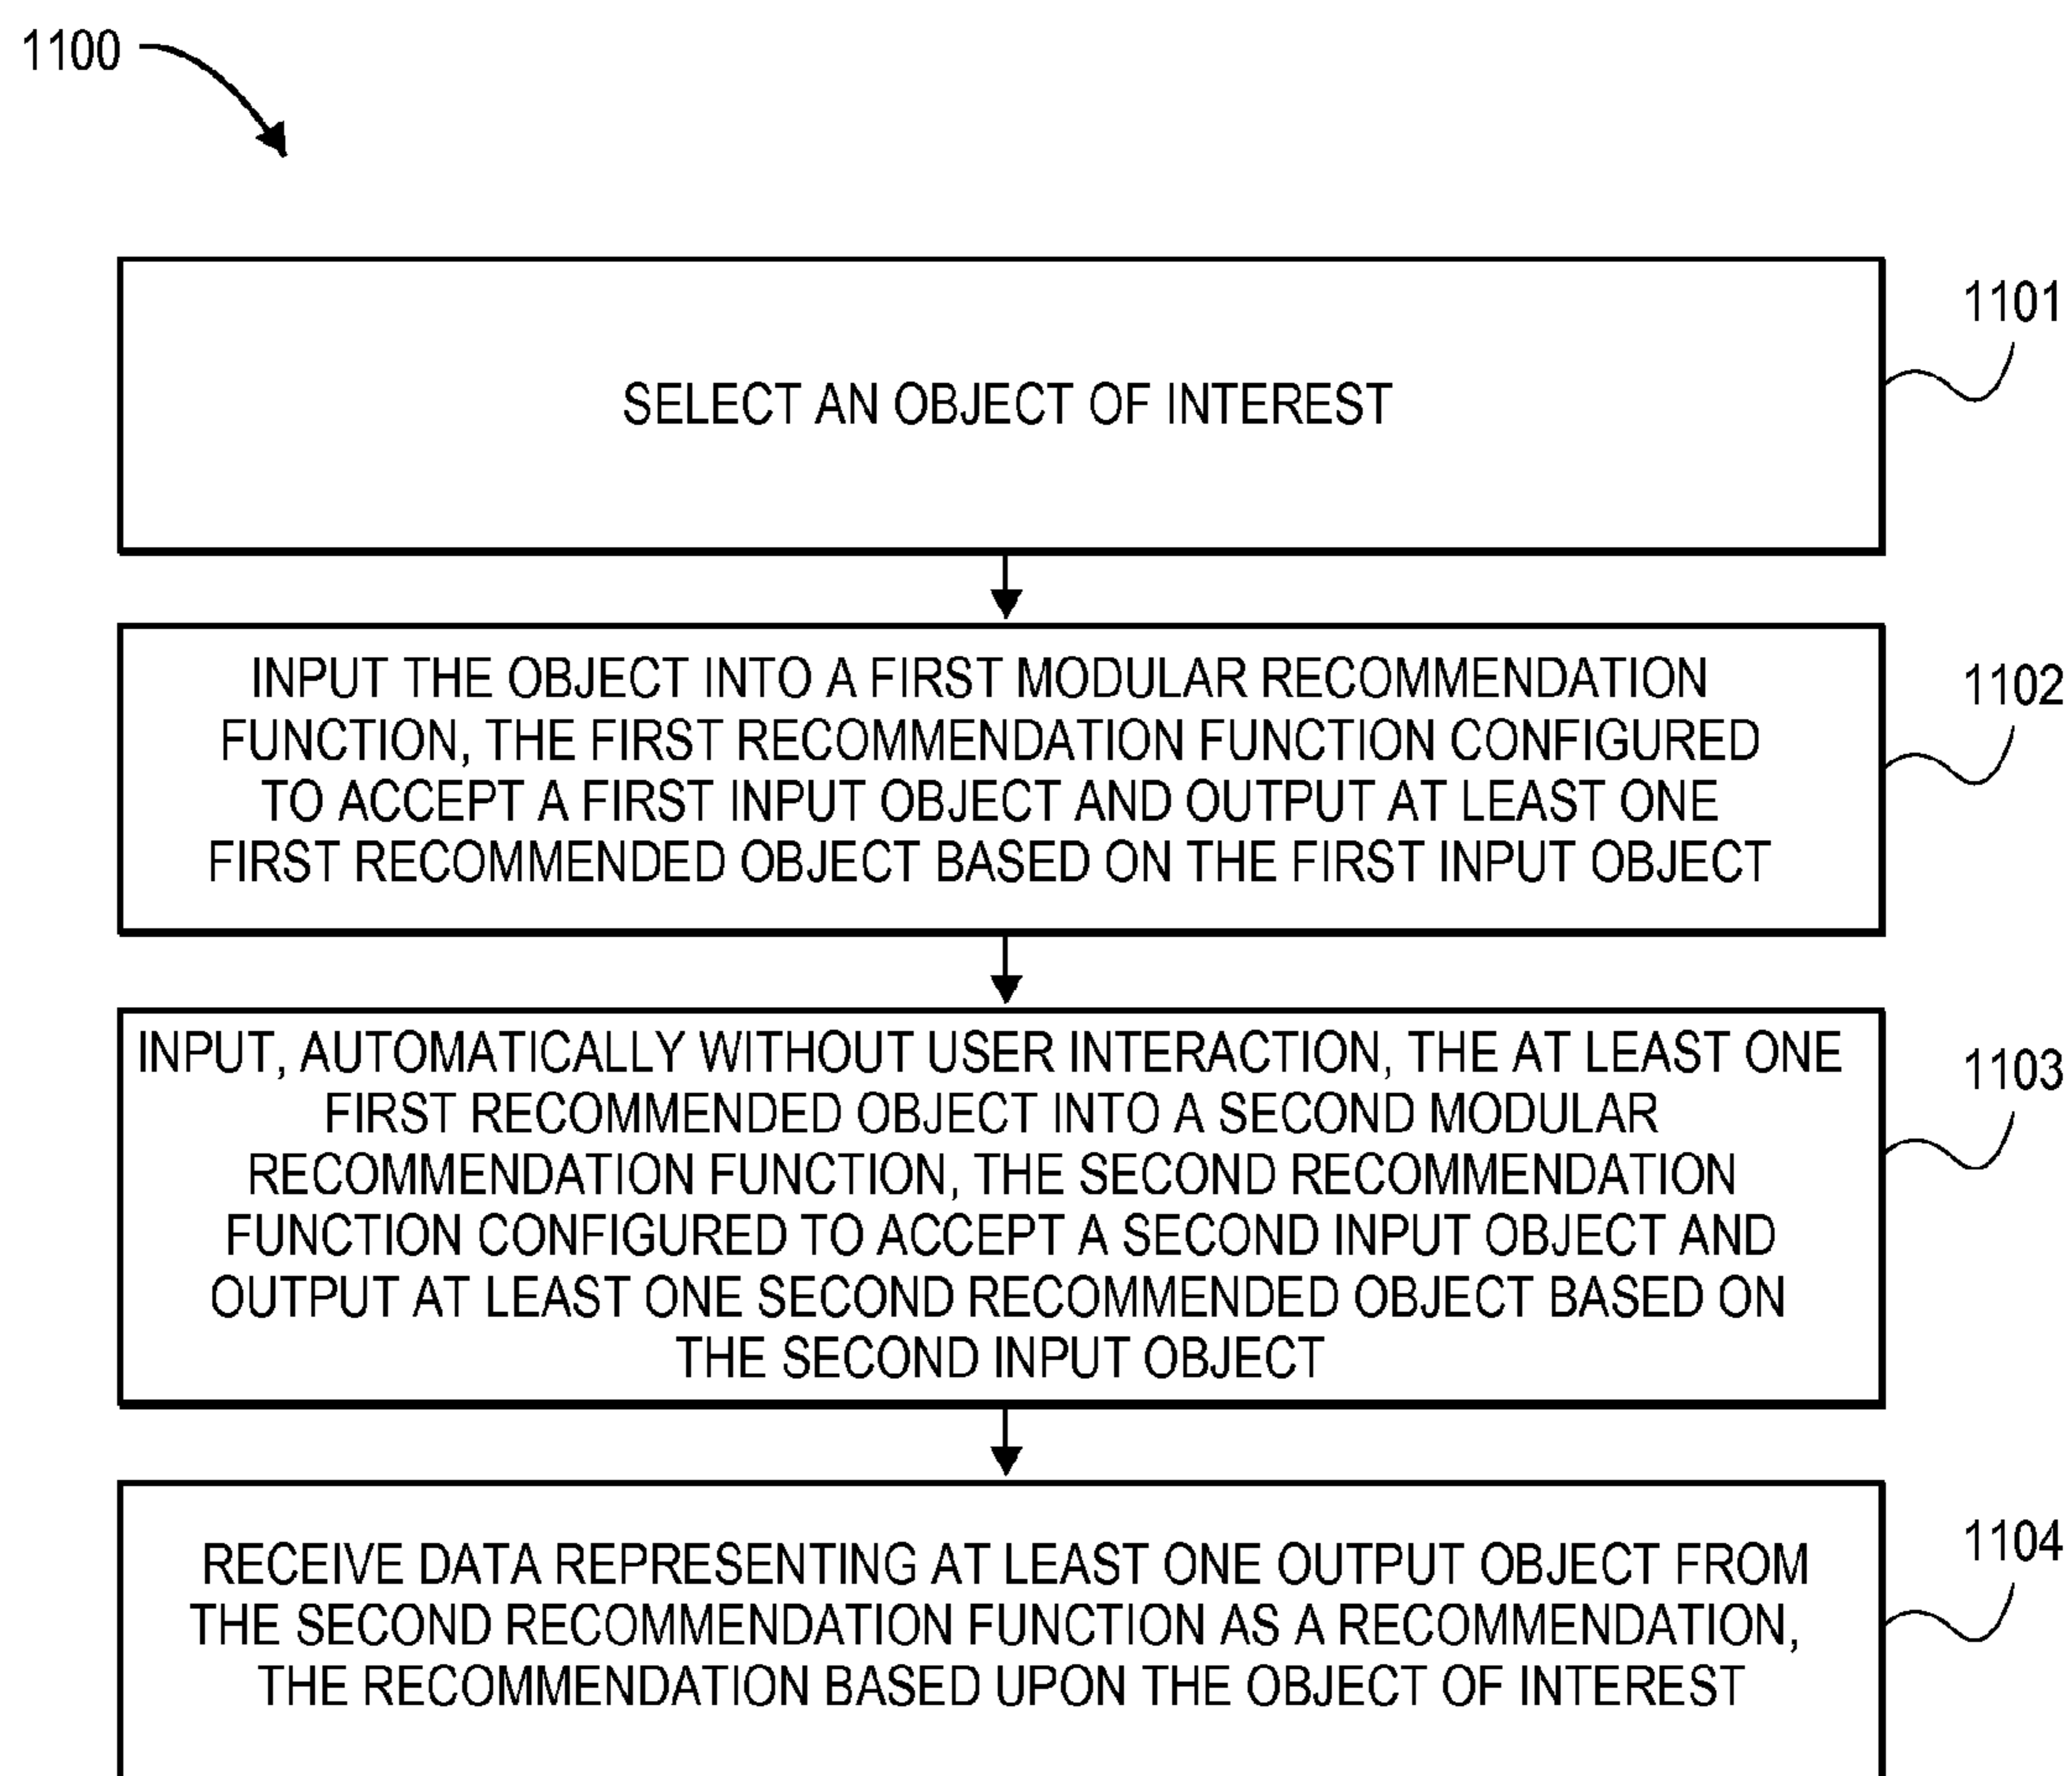 1100
1101
SELECT AN OBJECT OF INTEREST
1102
INPUT THE OBJECT INTO A FIRST MODULAR RECOMMENDATION
FUNCTION, THE FIRST RECOMMENDATION FUNCTION CONFIGURED
TO ACCEPT A FIRST INPUT OBJECT AND OUTPUT AT LEAST ONE
FIRST RECOMMENDED OBJECT BASED ON THE FIRST INPUT OBJECT
1103
INPUT, AUTOMATICALLY WITHOUT USER INTERACTION, THE AT LEAST ONE
FIRST RECOMMENDED OBJECT INTO A SECOND MODULAR
RECOMMENDATION FUNCTION, THE SECOND RECOMMENDATION
FUNCTION CONFIGURED TO ACCEPT A SECOND INPUT OBJECT AND
OUTPUT AT LEAST ONE SECOND RECOMMENDED OBJECT BASED ON
THE SECOND INPUT OBJECT
1104
RECEIVE DATA REPRESENTING AT LEAST ONE OUTPUT OBJECT FROM
THE SECOND RECOMMENDATION FUNCTION AS A RECOMMENDATION,
THE RECOMMENDATION BASED UPON THE OBJECT OF INTEREST